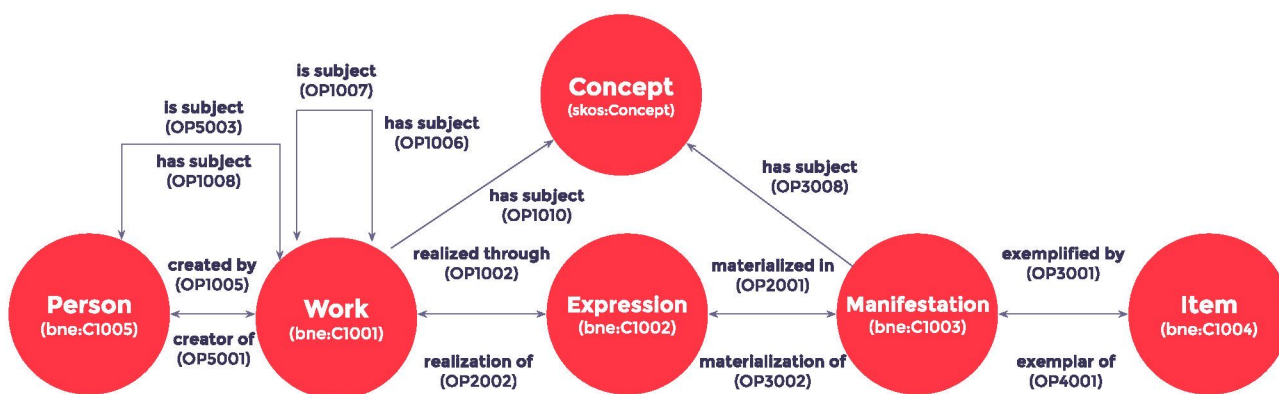 is subject
(OP1007)
Concept
(skos:Concept)
is subject
(OP5003)
has subject
(OP1006)
has subject
(OP1008)
has subject
(OP3008)
has subject
(OP1010)
created by
(OP1005)
realized through
(OP1002)
materialized in
(OP2001)
exemplified by
(OP3001)
Person
(bne:C1005)
Work
(bne:C1001)
Expression
(bne:C1002)
Manifestation
(bne:C1003)
Item
(bne:C1004)
creator of
(OP5001)
realization of
(OP2002)
materialization of
(OP3002)
exemplar of
(OP4001)